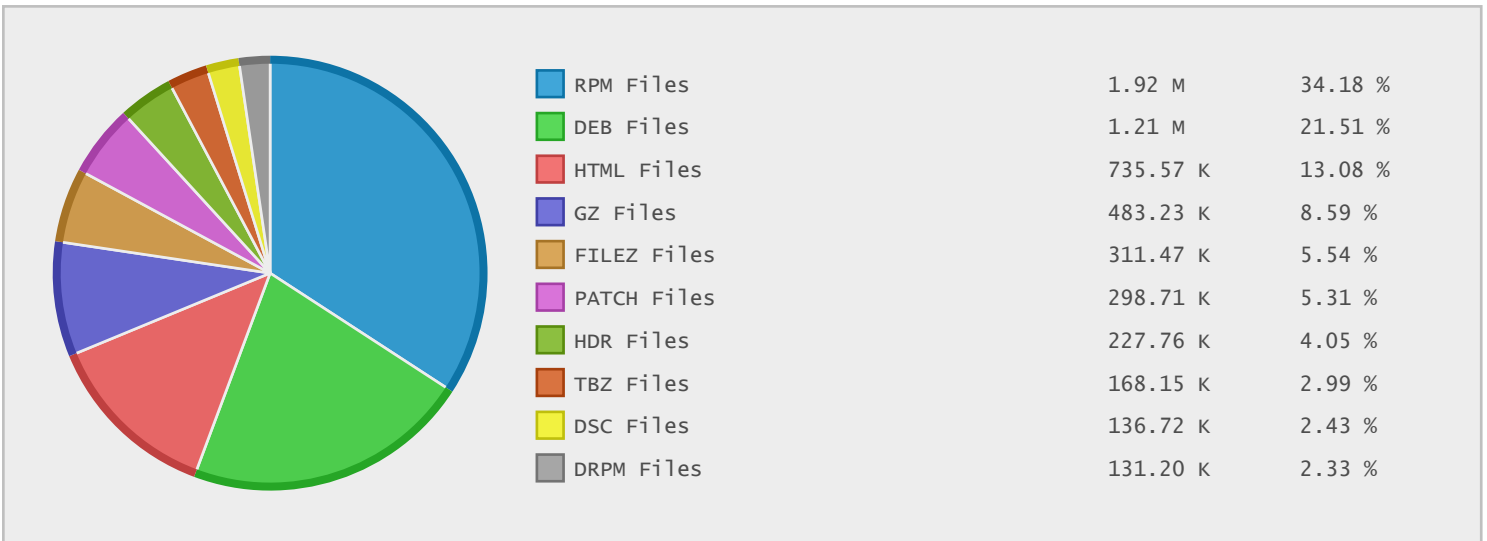 RPM Files 1.92 M 34.18 %
DEB Files 1.21 M 21.51 %
HTML Files 735.57 K 13.08 %
GZ Files 483.23 K 8.59 %
FILEZ Files 311.47 K 5.54 %
PATCH Files 298.71 K 5.31 %
HDR Files 227.76 K 4.05 %
TBZ Files 168.15 K 2.99 %
DSC Files 136.72 K 2.43 %
DRPM Files 131.20 K 2.33 %